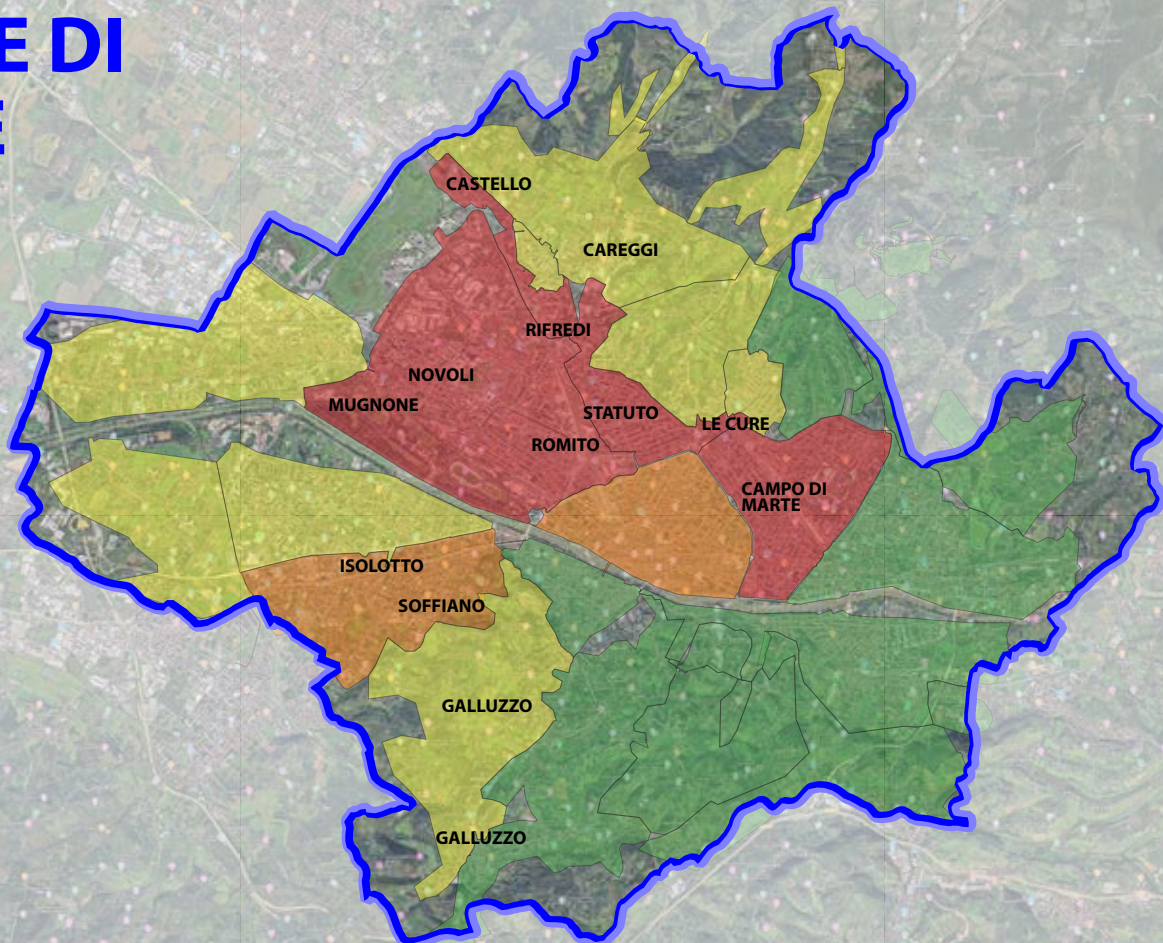 E DI
E
CASTELLO
CAREGGI
RIFREDI
NOVOLI
MUGNONE
STATUTO
LE CURE
ROMITO
CAMPO DI
MARTE
ISOLOTTO
SOFFIANO
GALLUZZO
GALLUZZO